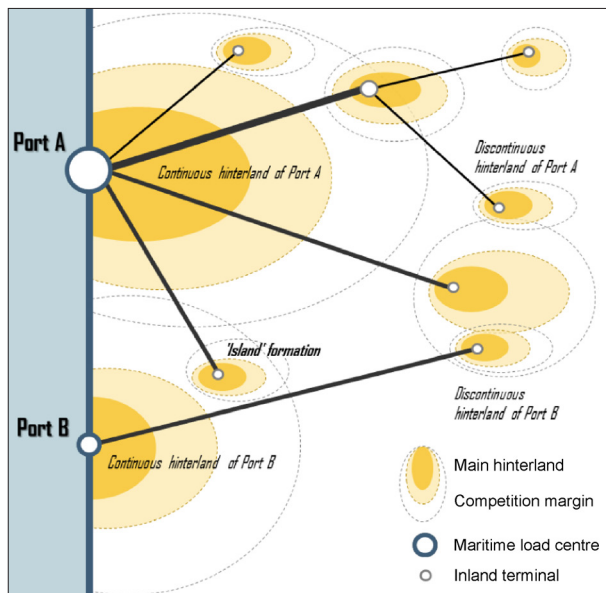 Port A
Continuous hinterland of Port A
Discontinuous
hinterland of Port A
'Island' formation
Port B
Continuous hinterland of Port B
Discontinuous
hinterland of Port B
Main hinterland
Competition margin
Maritime load centre
Inland terminal